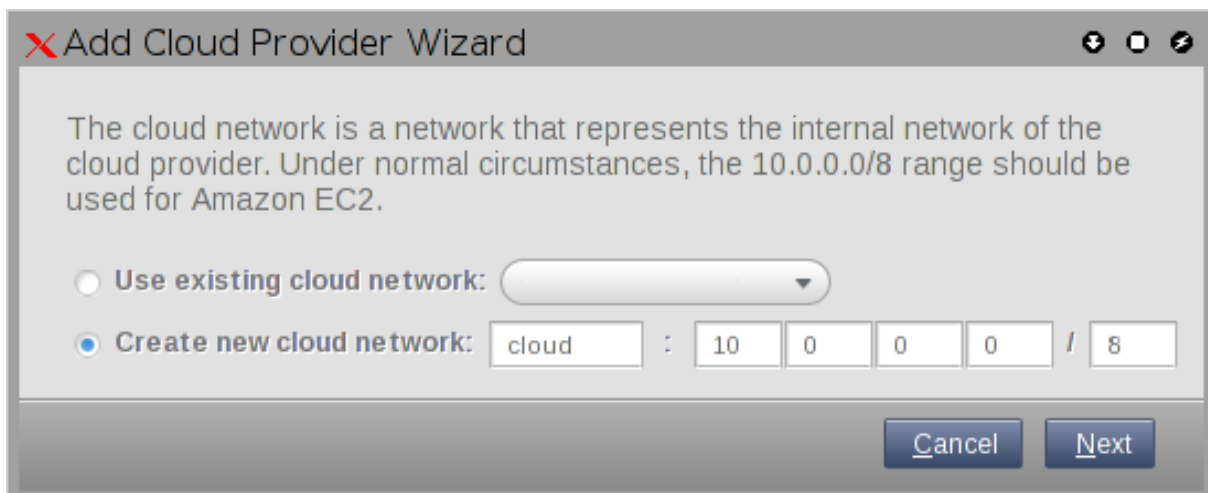 Add Cloud Provider Wizard
The cloud network is a network that represents the internal network of the
cloud provider. Under normal circumstances, the 10.0.0.0/8 range should be
used for Amazon EC2.
Use existing cloud network:
Create new cloud network: cloud : 10 0 0 0 / 8
Cancel Next